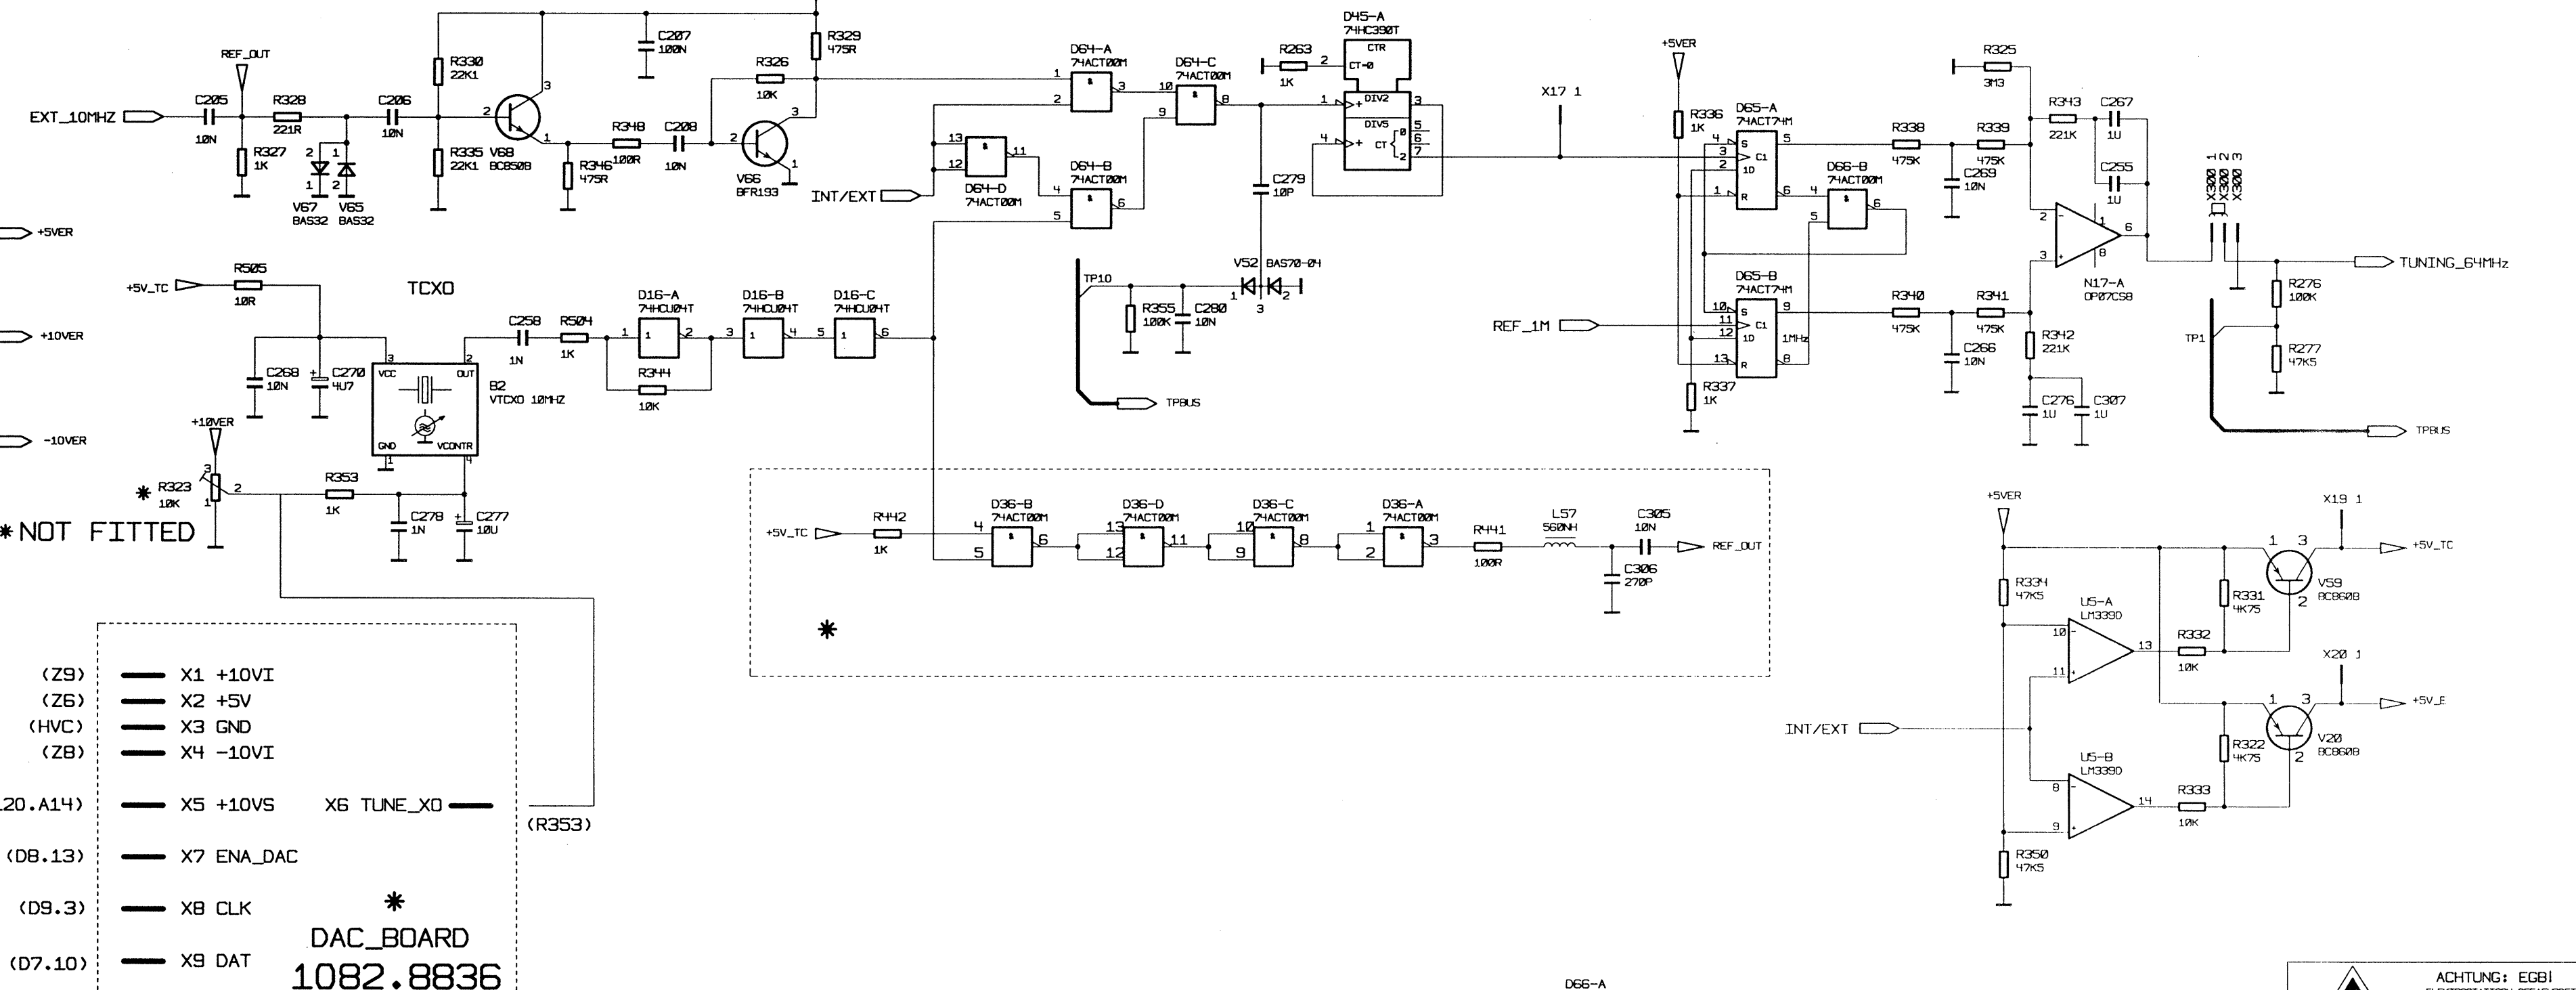 REF_OUT
EXT_10MHZ
C205
10N
R327
1K
R328
221R
V67
BAS32
V65
BAS32
C206
10N
R330
22K1
R335
22K1
V68
BC850B
R346
475R
R348
100R
C208
10N
C207
100N
R326
10K
R329
475R
V66
BFR193
INT/EXT
D64-A
74ACT00M
D64-D
74ACT00M
D64-B
74ACT00M
D64-C
74ACT00M
R263
1K
D45-A
74HC390T
CTR
CT=0
DIV2
DIV5
CT
C279
10P
V52 BAS70-04
TP10
R355
100K
C280
10N
TPBUS
X17 1
+5VER
R336
1K
D65-A
74ACT74M
S
C1
1D
R
D66-B
74ACT00M
D65-B
74ACT74M
S
C1
1D 1MHz
R
R337
1K
REF_1M
R338
475K
C269
10N
R339
475K
R340
475K
C266
10N
R341
475K
R325
3M3
R343
221K
C267
1U
C255
1U
N17-A
OP07CS8
R342
221K
C276
1U
C307
1U
X300 1
X300 2
X300 3
TUNING_64MHz
R276
100K
R277
47K5
TP1
TPBUS
+5VER
+10VER
-10VER
+5V_TC
R505
10R
TCXO
C268
10N
C270
4U7
VCC OUT
GND VCONTR
B2
VTCXO 10MHZ
C258
1N
R504
1K
D16-A
74HCU04T
R344
10K
D16-B
74HCU04T
D16-C
74HCU04T
+10VER
* R323
10K
R353
1K
C278
1N
C277
10U
* NOT FITTED
+5V_TC
R442
1K
D36-B
74ACT00M
D36-D
74ACT00M
D36-C
74ACT00M
D36-A
74ACT00M
R441
100R
L57
560NH
C305
10N
C306
270P
REF_OUT
*
+5VER
R334
47K5
R350
47K5
INT/EXT
U5-A
LM339D
U5-B
LM339D
R332
10K
R333
10K
R331
4K75
R322
4K75
V59
BC860B
V20
BC860B
X19 1
+5V_TC
X20 1
+5V_E
(Z9) X1 +10VI
(Z6) X2 +5V
(HVC) X3 GND
(Z8) X4 -10VI
20.A14) X5 +10VS X6 TUNE_XO (R353)
(D8.13) X7 ENA_DAC
(D9.3) X8 CLK
(D7.10) X9 DAT
*
DAC_BOARD
1082.8836
D66-A
ACHTUNG: EGB!